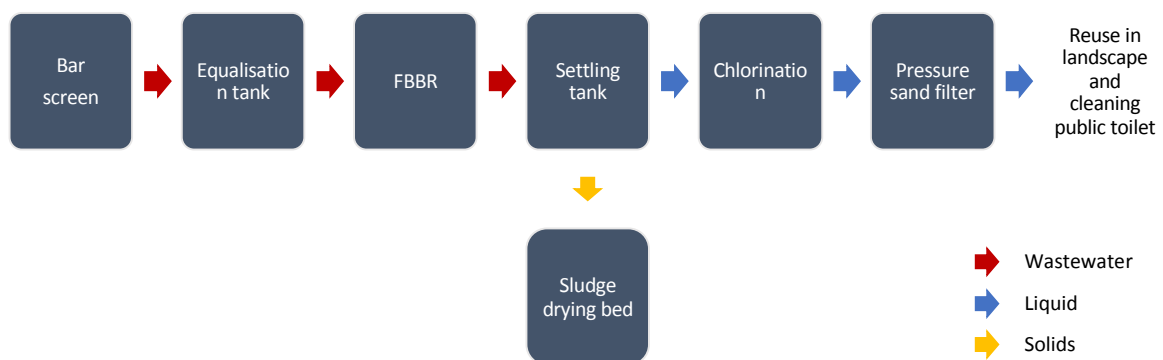 Bar
screen
Equalisatio
n tank
FBBR
Settling
tank
Chlorinatio
n
Pressure
sand filter
Reuse in
landscape
and
cleaning
public toilet
Sludge
drying bed
Wastewater
Liquid
Solids